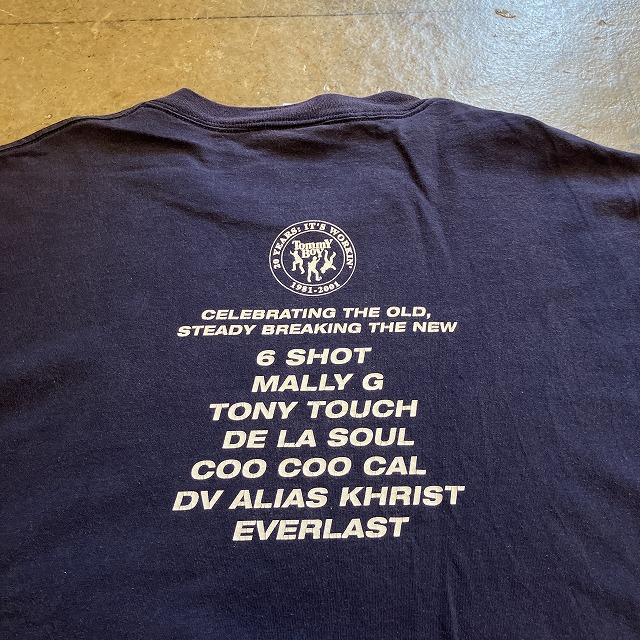 20 YEARS: IT'S WORKIN'
Tommy
Boy
1981-2001
CELEBRATING THE OLD,
STEADY BREAKING THE NEW
6 SHOT
MALLY G
TONY TOUCH
DE LA SOUL
COO COO CAL
DV ALIAS KHRIST
EVERLAST